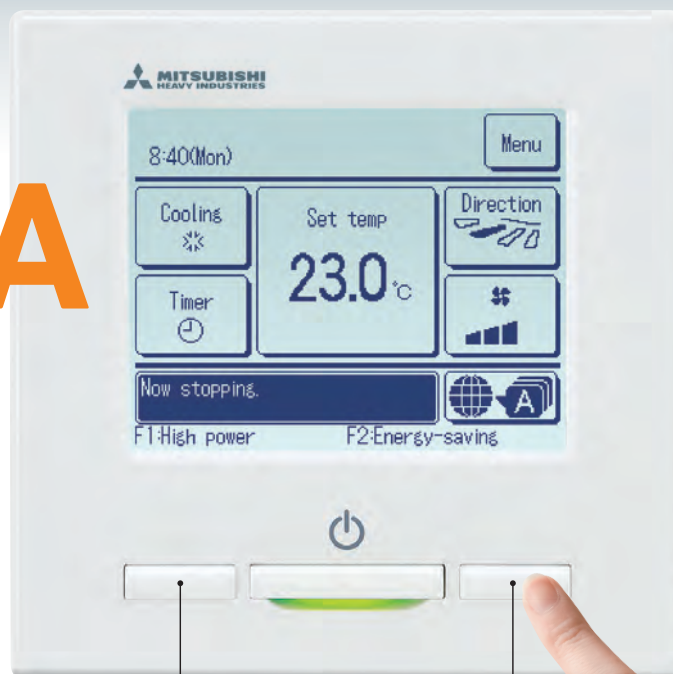 MITSUBISHI
HEAVY INDUSTRIES
8:40(Mon)
Menu
Cooling
Set temp
Direction
23.0℃
Timer
Now stopping.
A
F1:High power
F2:Energy-saving
A